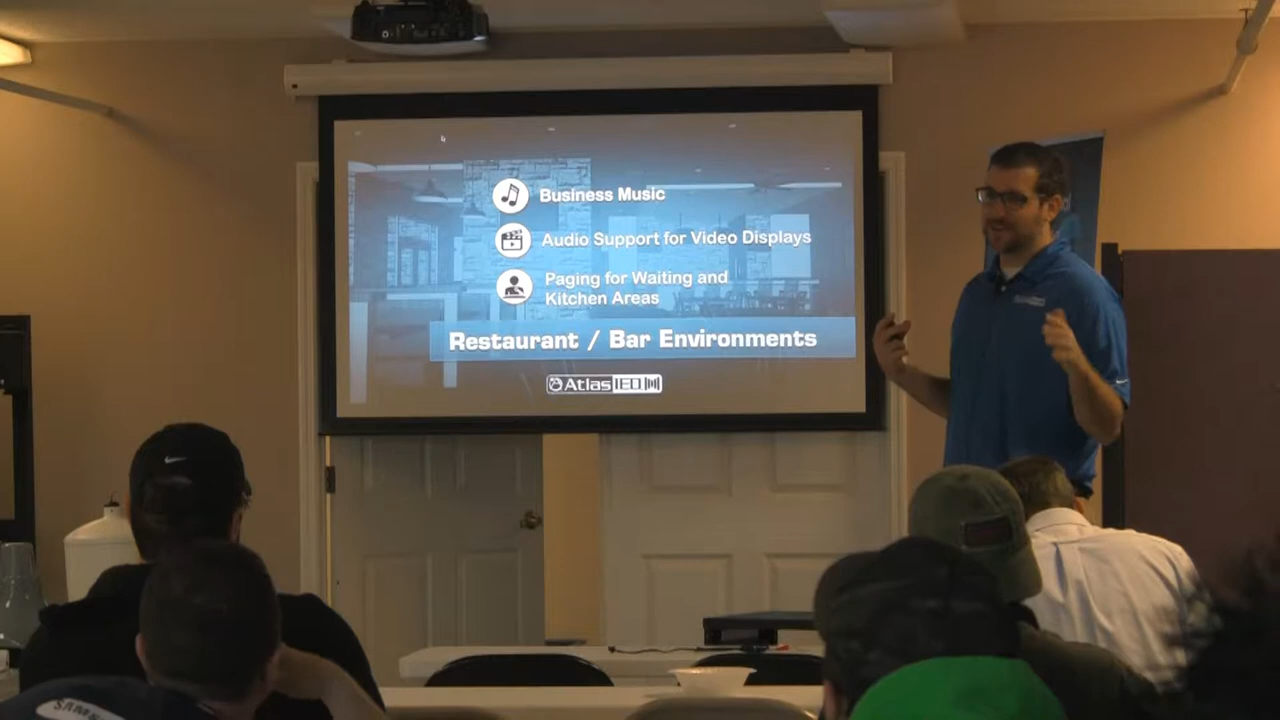 Business Music
Audio Support for Video Displays
Paging for Waiting and
Kitchen Areas
Restaurant / Bar Environments
AtlasIED